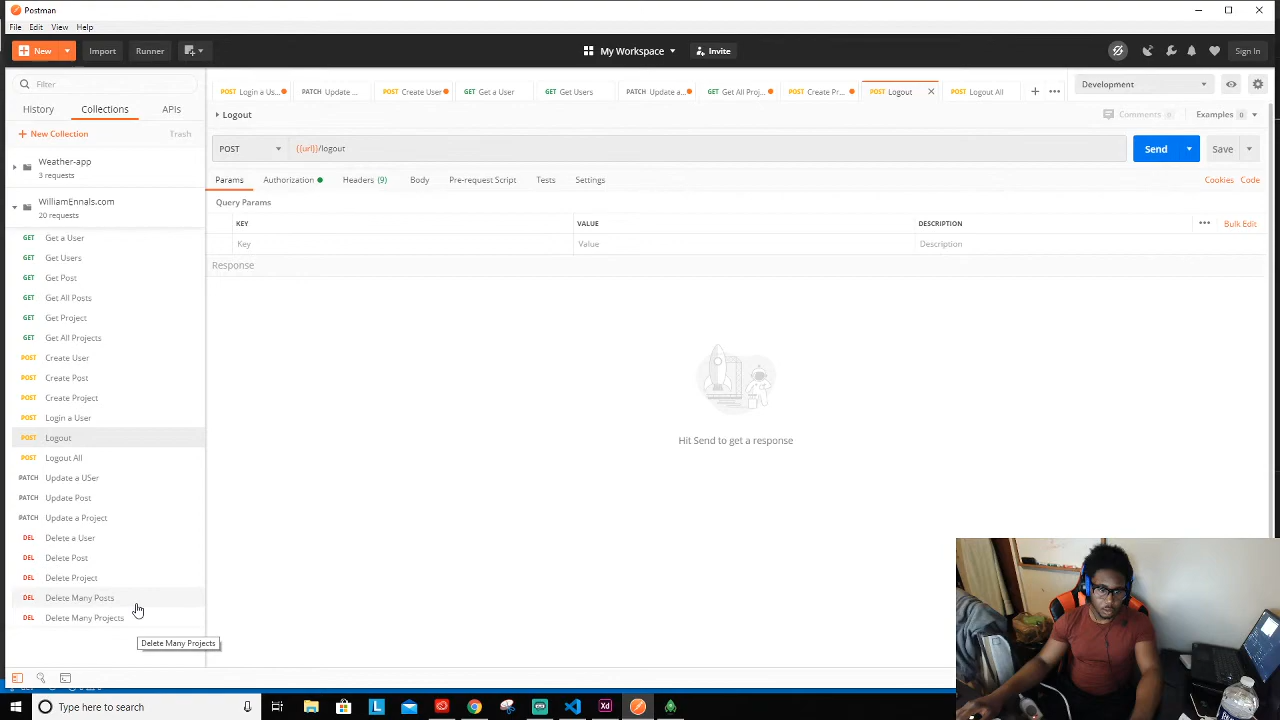 Postman
File Edit View Help
New Import Runner My Workspace Invite Sign In
Filter
History Collections APIs
New Collection Trash
Weather-app
3 requests
WilliamEnnals.com
20 requests
GET Get a User
GET Get Users
GET Get Post
GET Get All Posts
GET Get Project
GET Get All Projects
POST Create User
POST Create Post
POST Create Project
POST Login a User
POST Logout
POST Logout All
PATCH Update a USer
PATCH Update Post
PATCH Update a Project
DEL Delete a User
DEL Delete Post
DEL Delete Project
DEL Delete Many Posts
DEL Delete Many Projects
Delete Many Projects
POST Login a Us... PATCH Update ... POST Create User GET Get a User GET Get Users PATCH Update a... GET Get All Proj... POST Create Pr... POST Logout POST Logout All Development
Logout Comments 0 Examples 0
POST {{url}}/logout Send Save
Params Authorization Headers (9) Body Pre-request Script Tests Settings Cookies Code
Query Params
KEY VALUE DESCRIPTION Bulk Edit
Key Value Description
Response
Hit Send to get a response
Type here to search L Xd